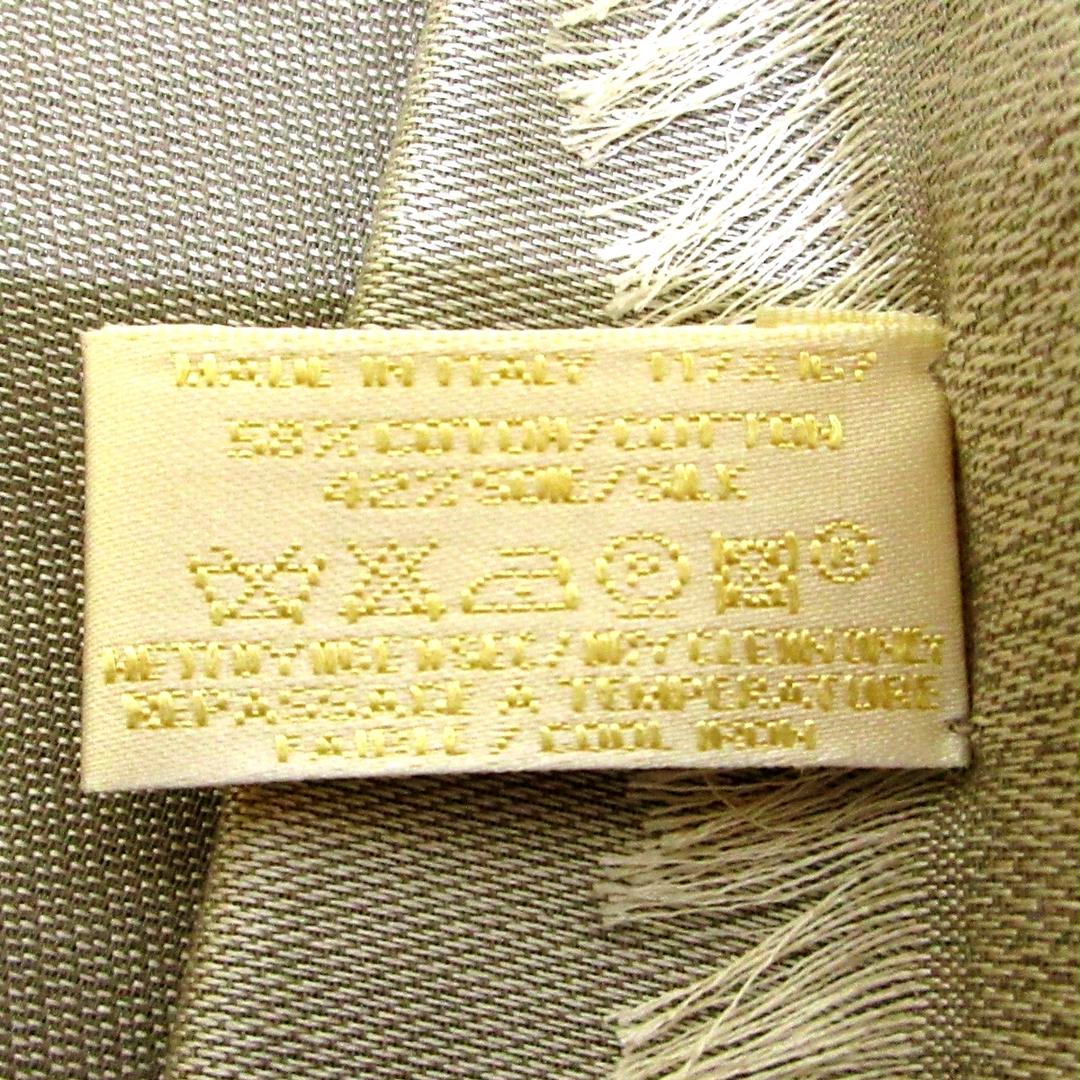 MADE IN ITALY
58% COTON/COTTON
42% SOIE/SILK
P
NETTOYAGE A SEC/DRY CLEAN ONLY
REPASSAGE A TEMPERATURE
FAIBLE/COOL IRON